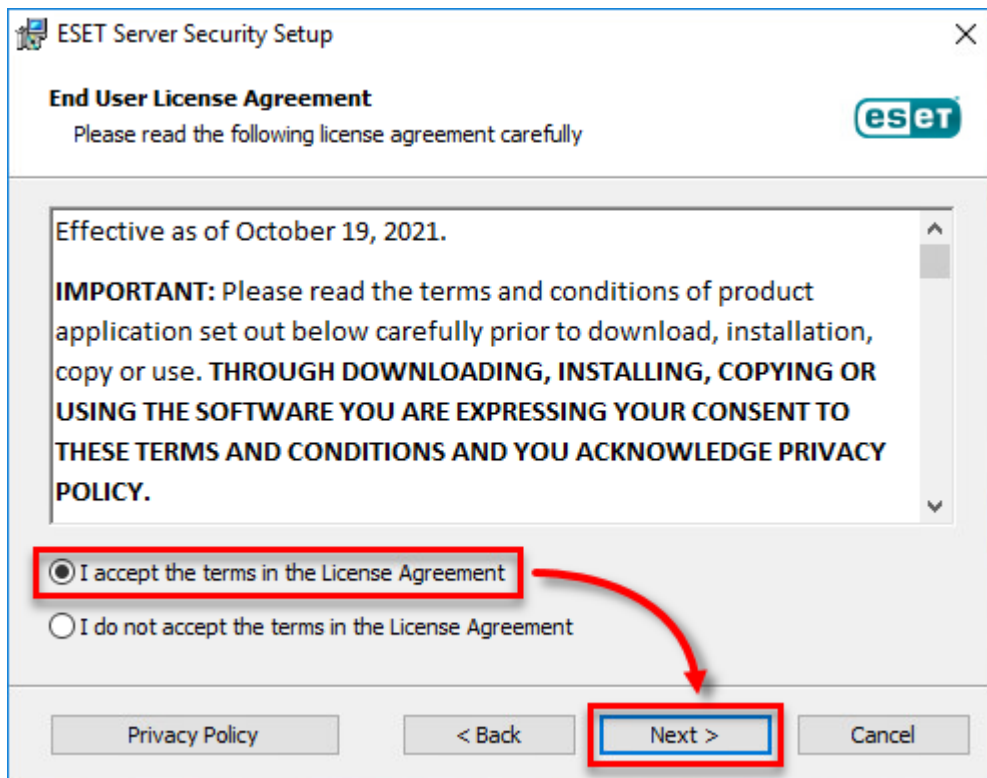 ESET Server Security Setup
End User License Agreement
Please read the following license agreement carefully
eseT
Effective as of October 19, 2021.
IMPORTANT: Please read the terms and conditions of product
application set out below carefully prior to download, installation,
copy or use. THROUGH DOWNLOADING, INSTALLING, COPYING OR
USING THE SOFTWARE YOU ARE EXPRESSING YOUR CONSENT TO
THESE TERMS AND CONDITIONS AND YOU ACKNOWLEDGE PRIVACY
POLICY.
I accept the terms in the License Agreement
I do not accept the terms in the License Agreement
Privacy Policy < Back Next > Cancel